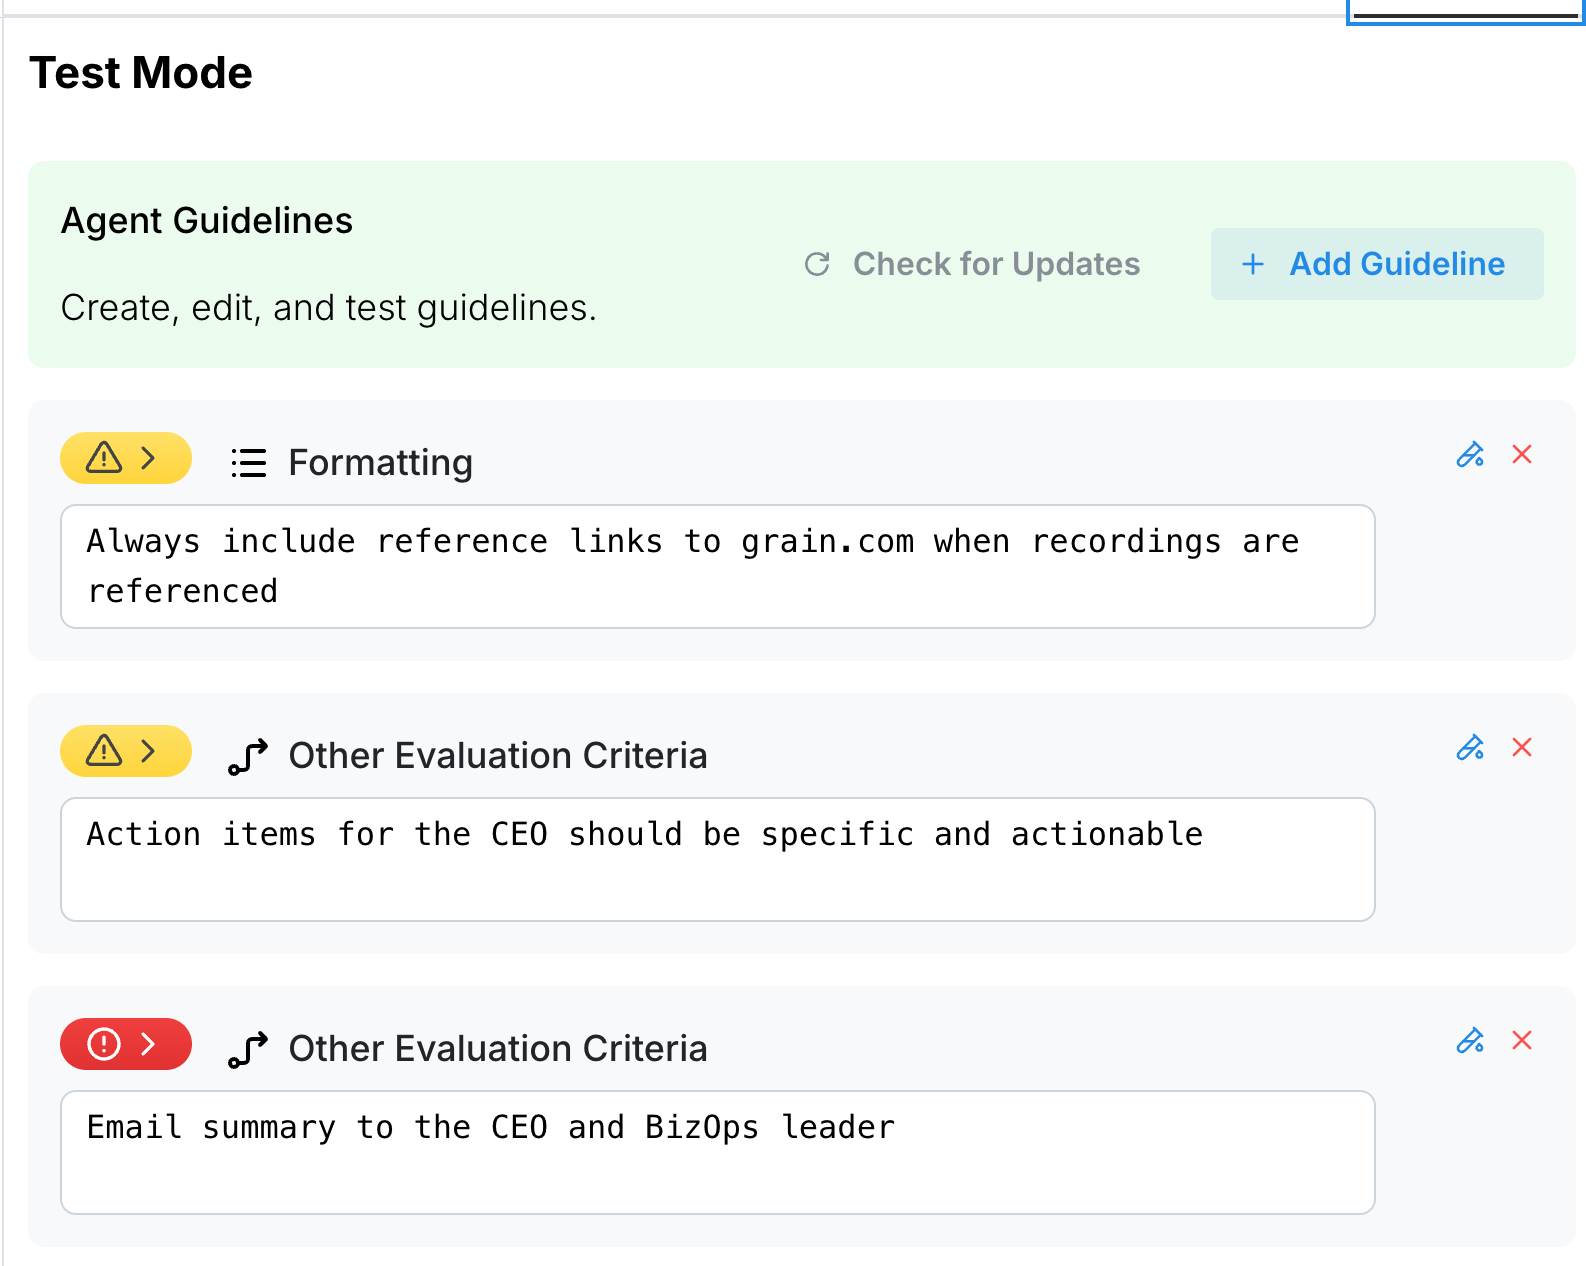 Test Mode
Agent Guidelines
Create, edit, and test guidelines.
Check for Updates
Add Guideline
Formatting
Always include reference links to grain.com when recordings are
referenced
Other Evaluation Criteria
Action items for the CEO should be specific and actionable
Other Evaluation Criteria
Email summary to the CEO and BizOps leader